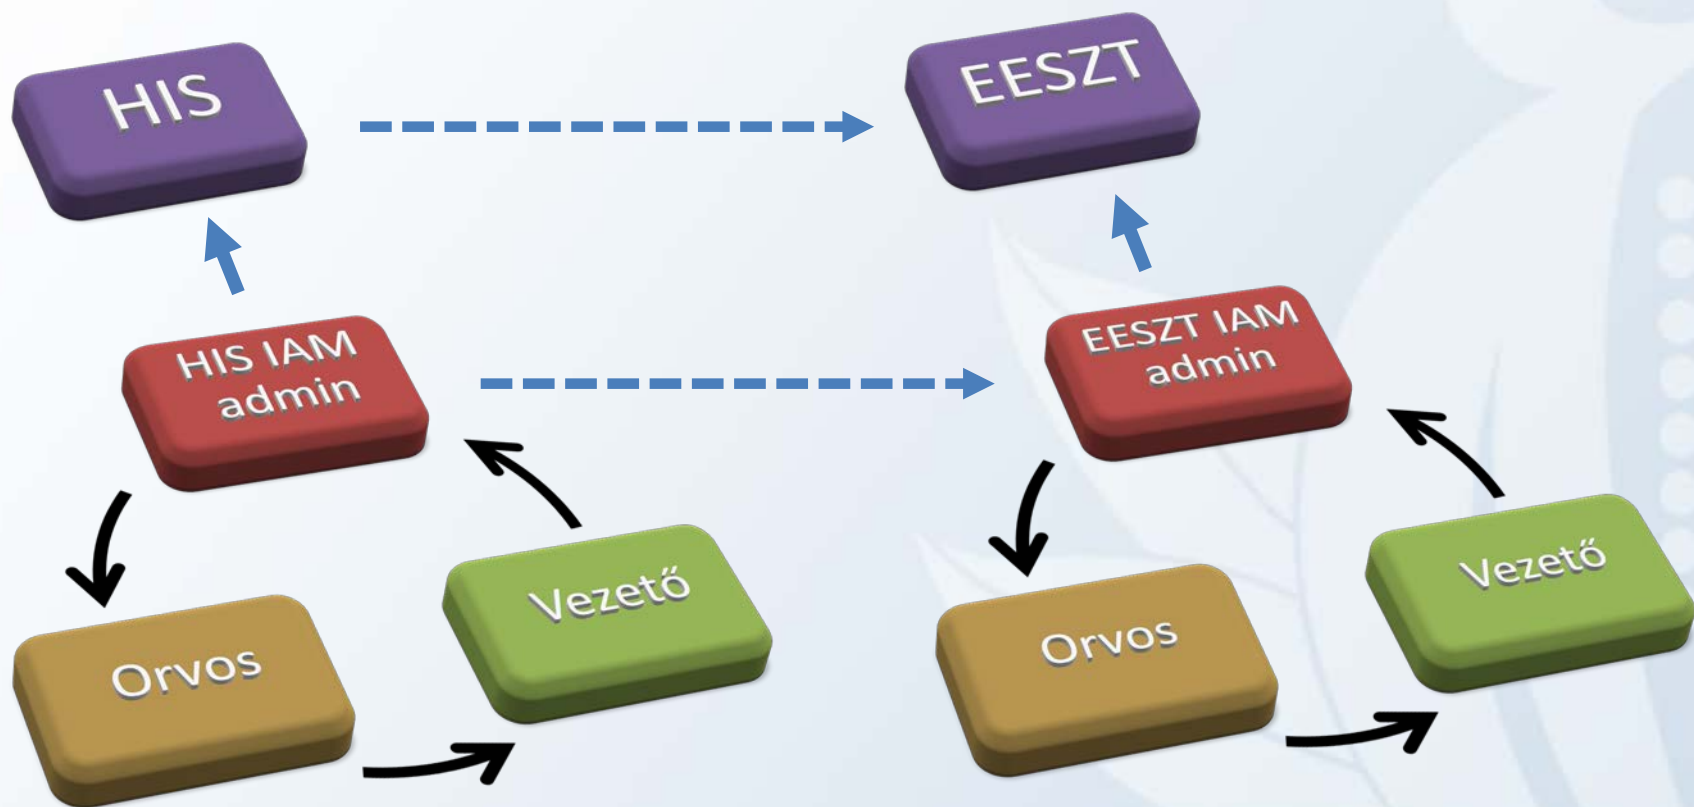 HIS
EESZT
HIS IAM
admin
EESZT IAM
admin
Vezető
Vezető
Orvos
Orvos